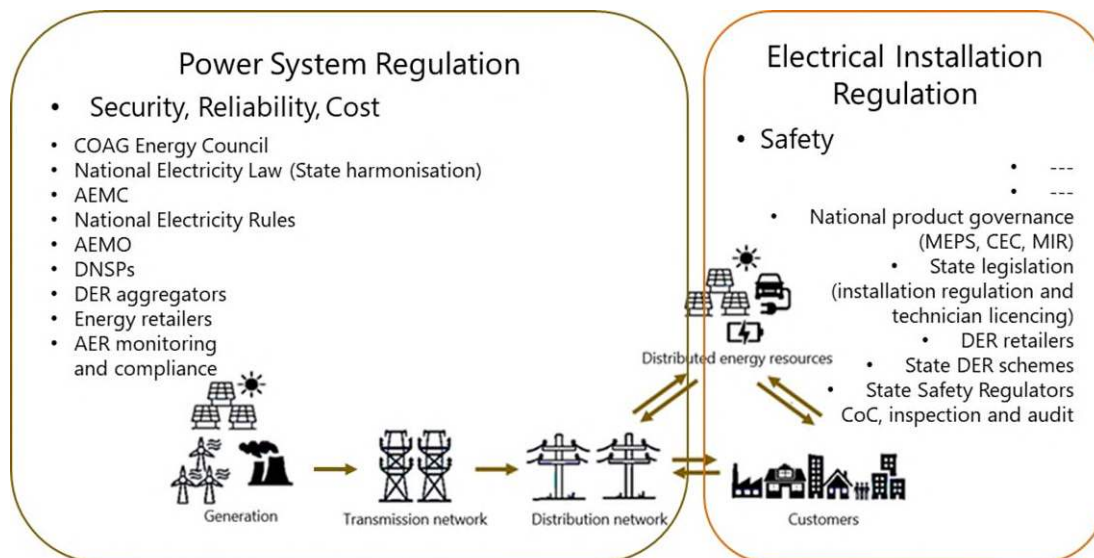 Power System Regulation
• Security, Reliability, Cost
• COAG Energy Council
• National Electricity Law (State harmonisation)
• AEMC
• National Electricity Rules
• AEMO
• DNSPs
• DER aggregators
• Energy retailers
• AER monitoring
and compliance
Generation
Transmission network
Distribution network
Distributed energy resources
Electrical Installation
Regulation
• Safety
• ---
• ---
• National product governance
(MEPS, CEC, MIR)
• State legislation
(installation regulation and
technician licencing)
• DER retailers
• State DER schemes
• State Safety Regulators
CoC, inspection and audit
Customers